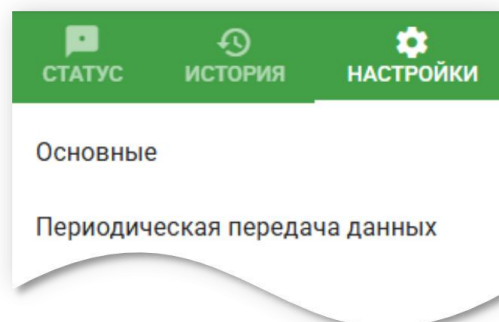 СТАТУС ИСТОРИЯ НАСТРОЙКИ
Основные
Периодическая передача данных